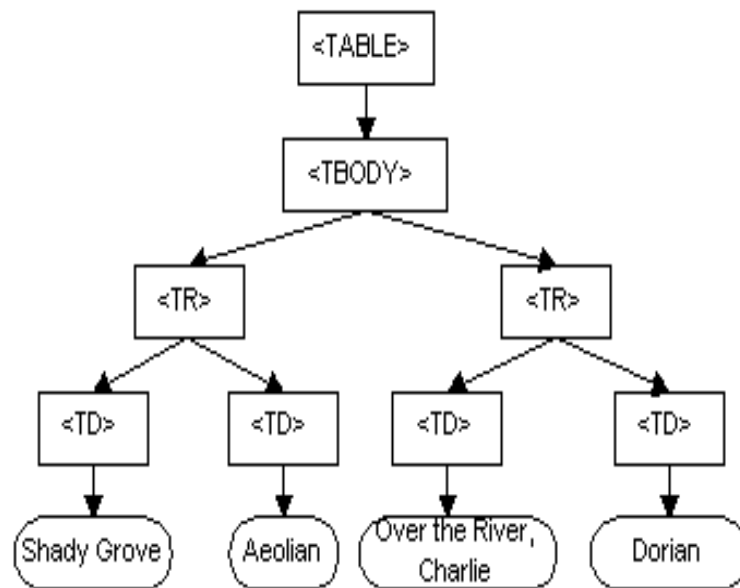 <TABLE>
<TBODY>
<TR>
<TR>
<TD>
<TD>
<TD>
<TD>
Shady Grove
Aeolian
Over the River,
Charlie
Dorian